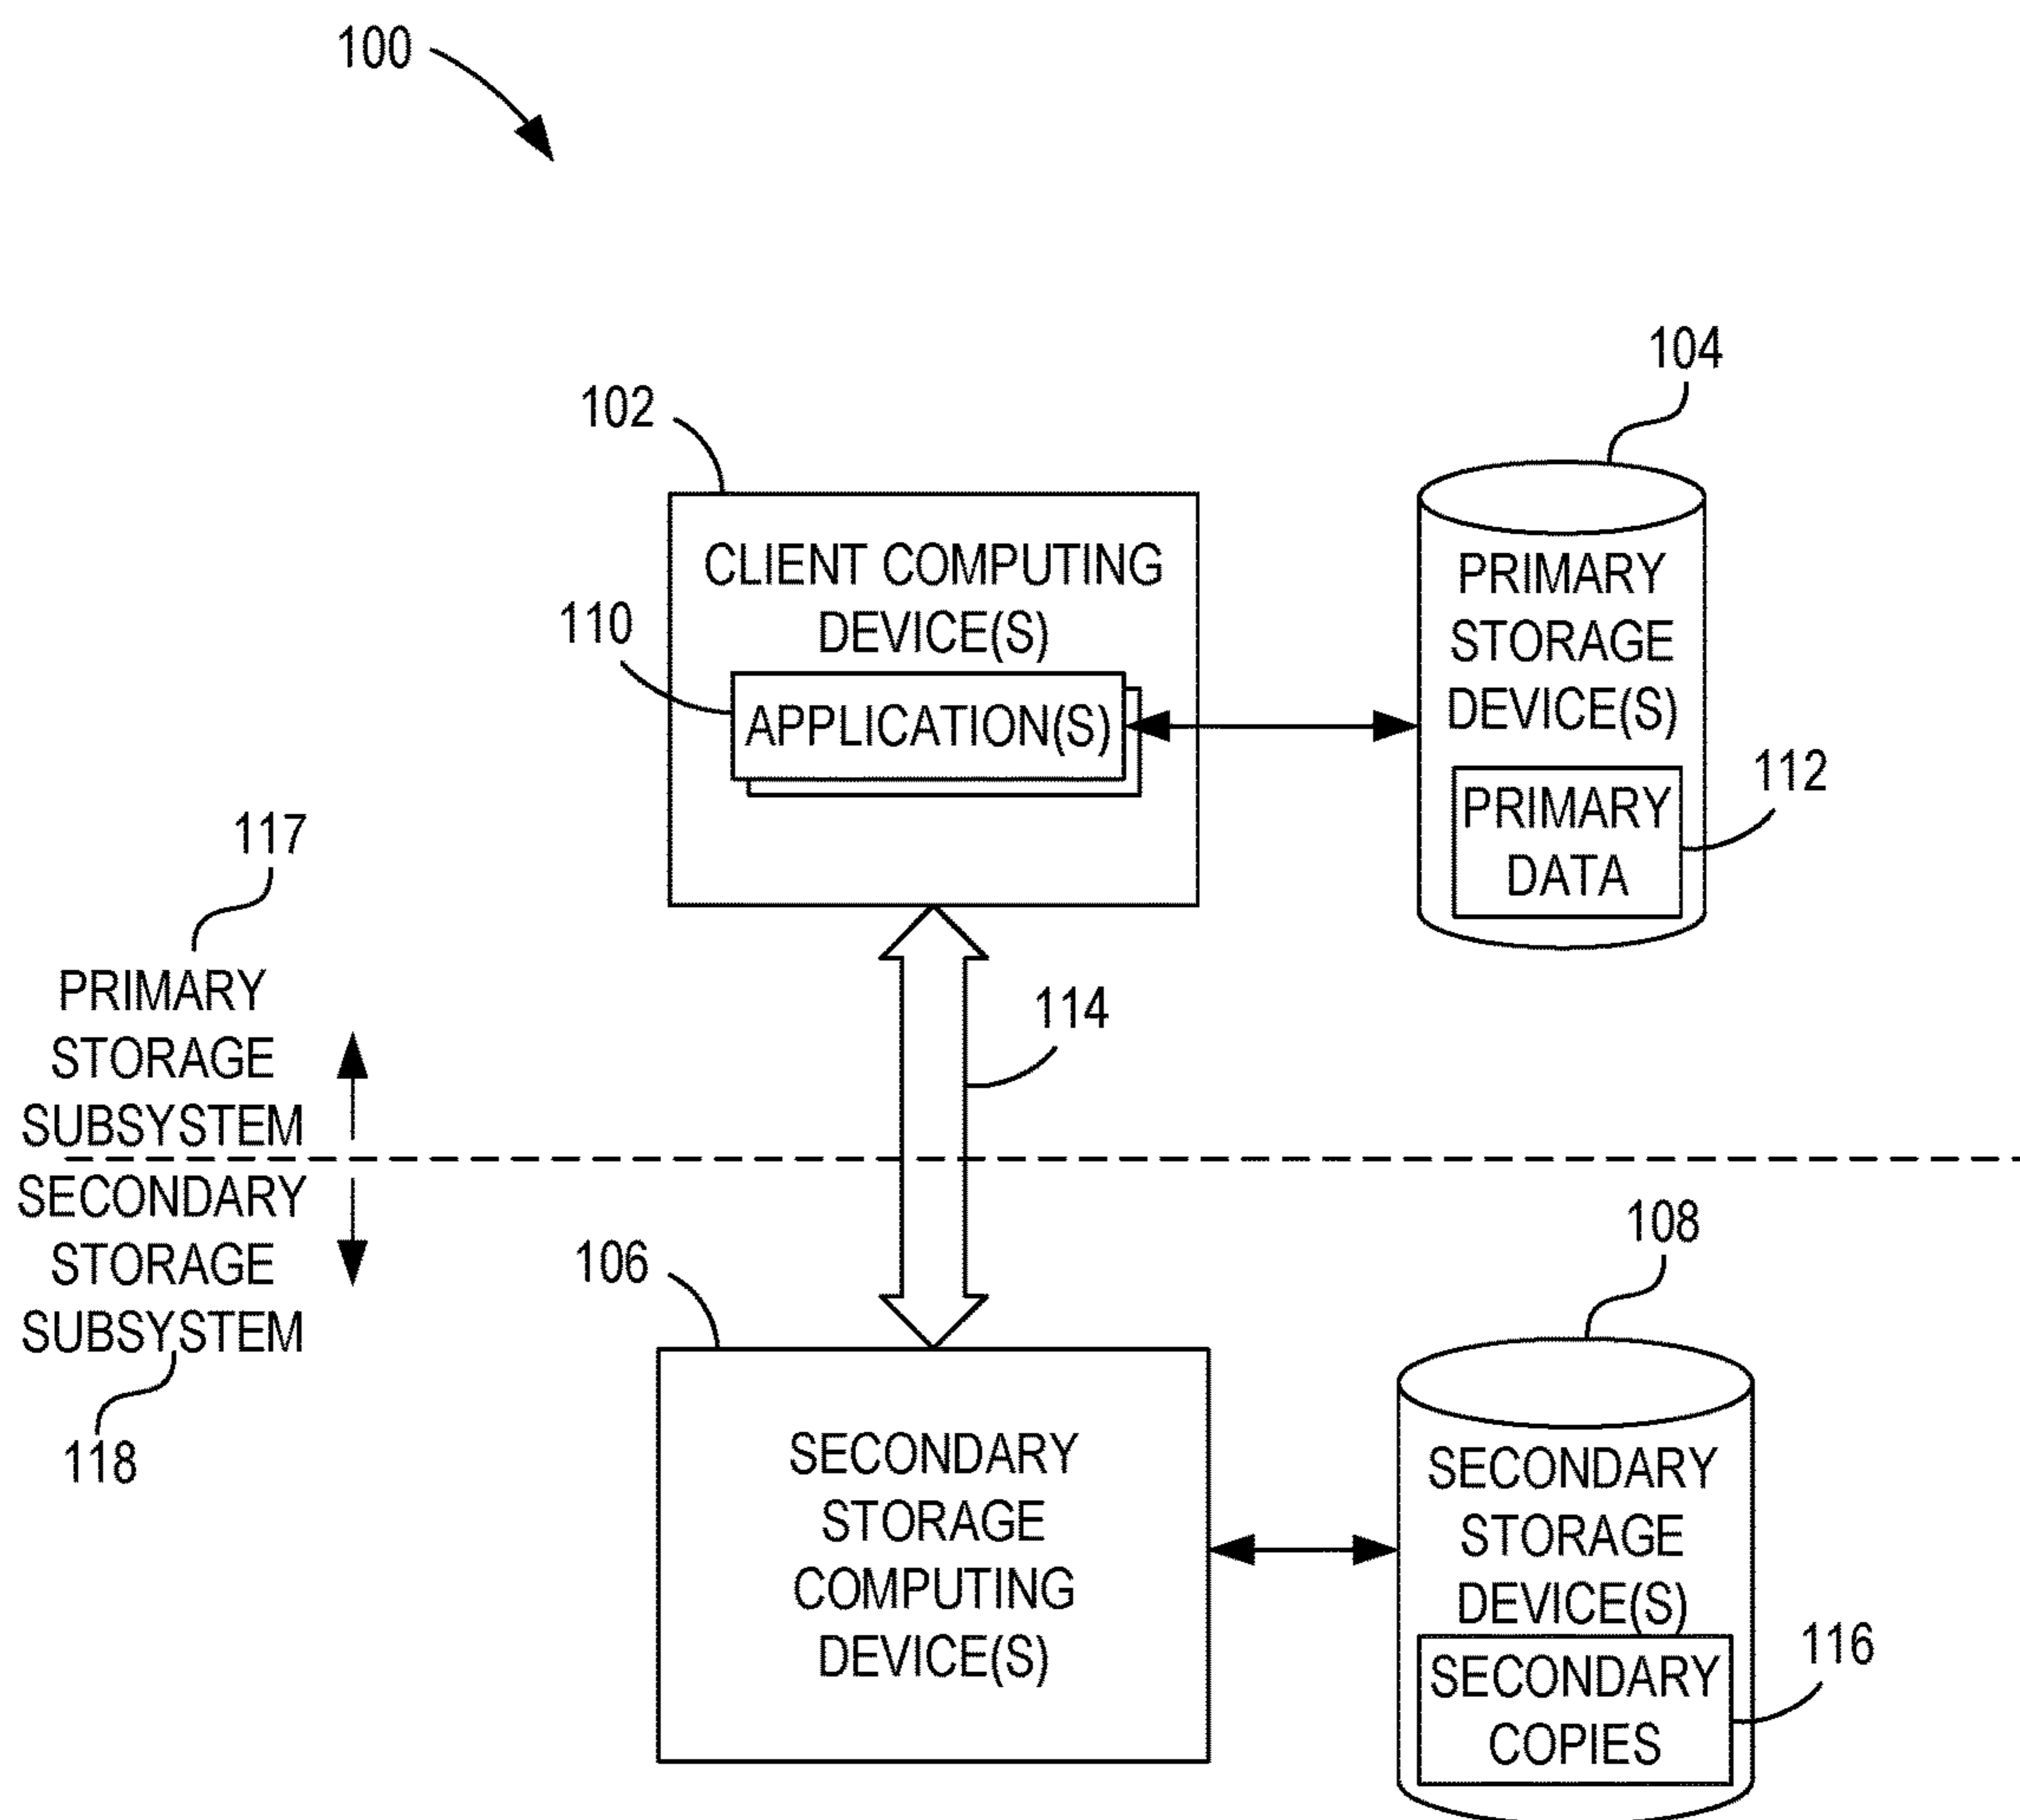 100
104
102
CLIENT COMPUTING
DEVICE(S)
110
APPLICATION(S)
PRIMARY
STORAGE
DEVICE(S)
112
PRIMARY
DATA
117
PRIMARY
STORAGE
SUBSYSTEM
114
SECONDARY
STORAGE
SUBSYSTEM
118
106
SECONDARY
STORAGE
COMPUTING
DEVICE(S)
108
SECONDARY
STORAGE
DEVICE(S)
116
SECONDARY
COPIES